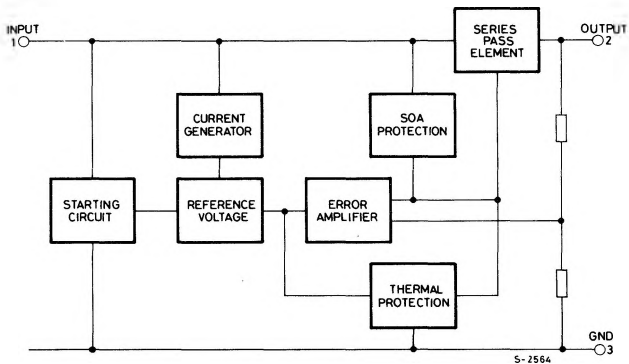 INPUT
1
SERIES
PASS
ELEMENT
OUTPUT
2
CURRENT
GENERATOR
SOA
PROTECTION
STARTING
CIRCUIT
REFERENCE
VOLTAGE
ERROR
AMPLIFIER
THERMAL
PROTECTION
GND
3
S-2564